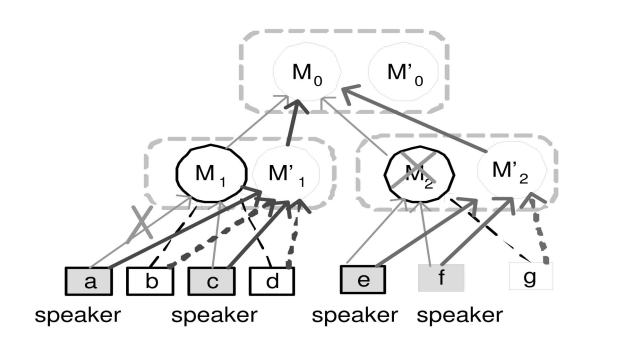 M0 M'0
M1 M'1 M2 M'2
a b c d e f g
speaker speaker speaker speaker